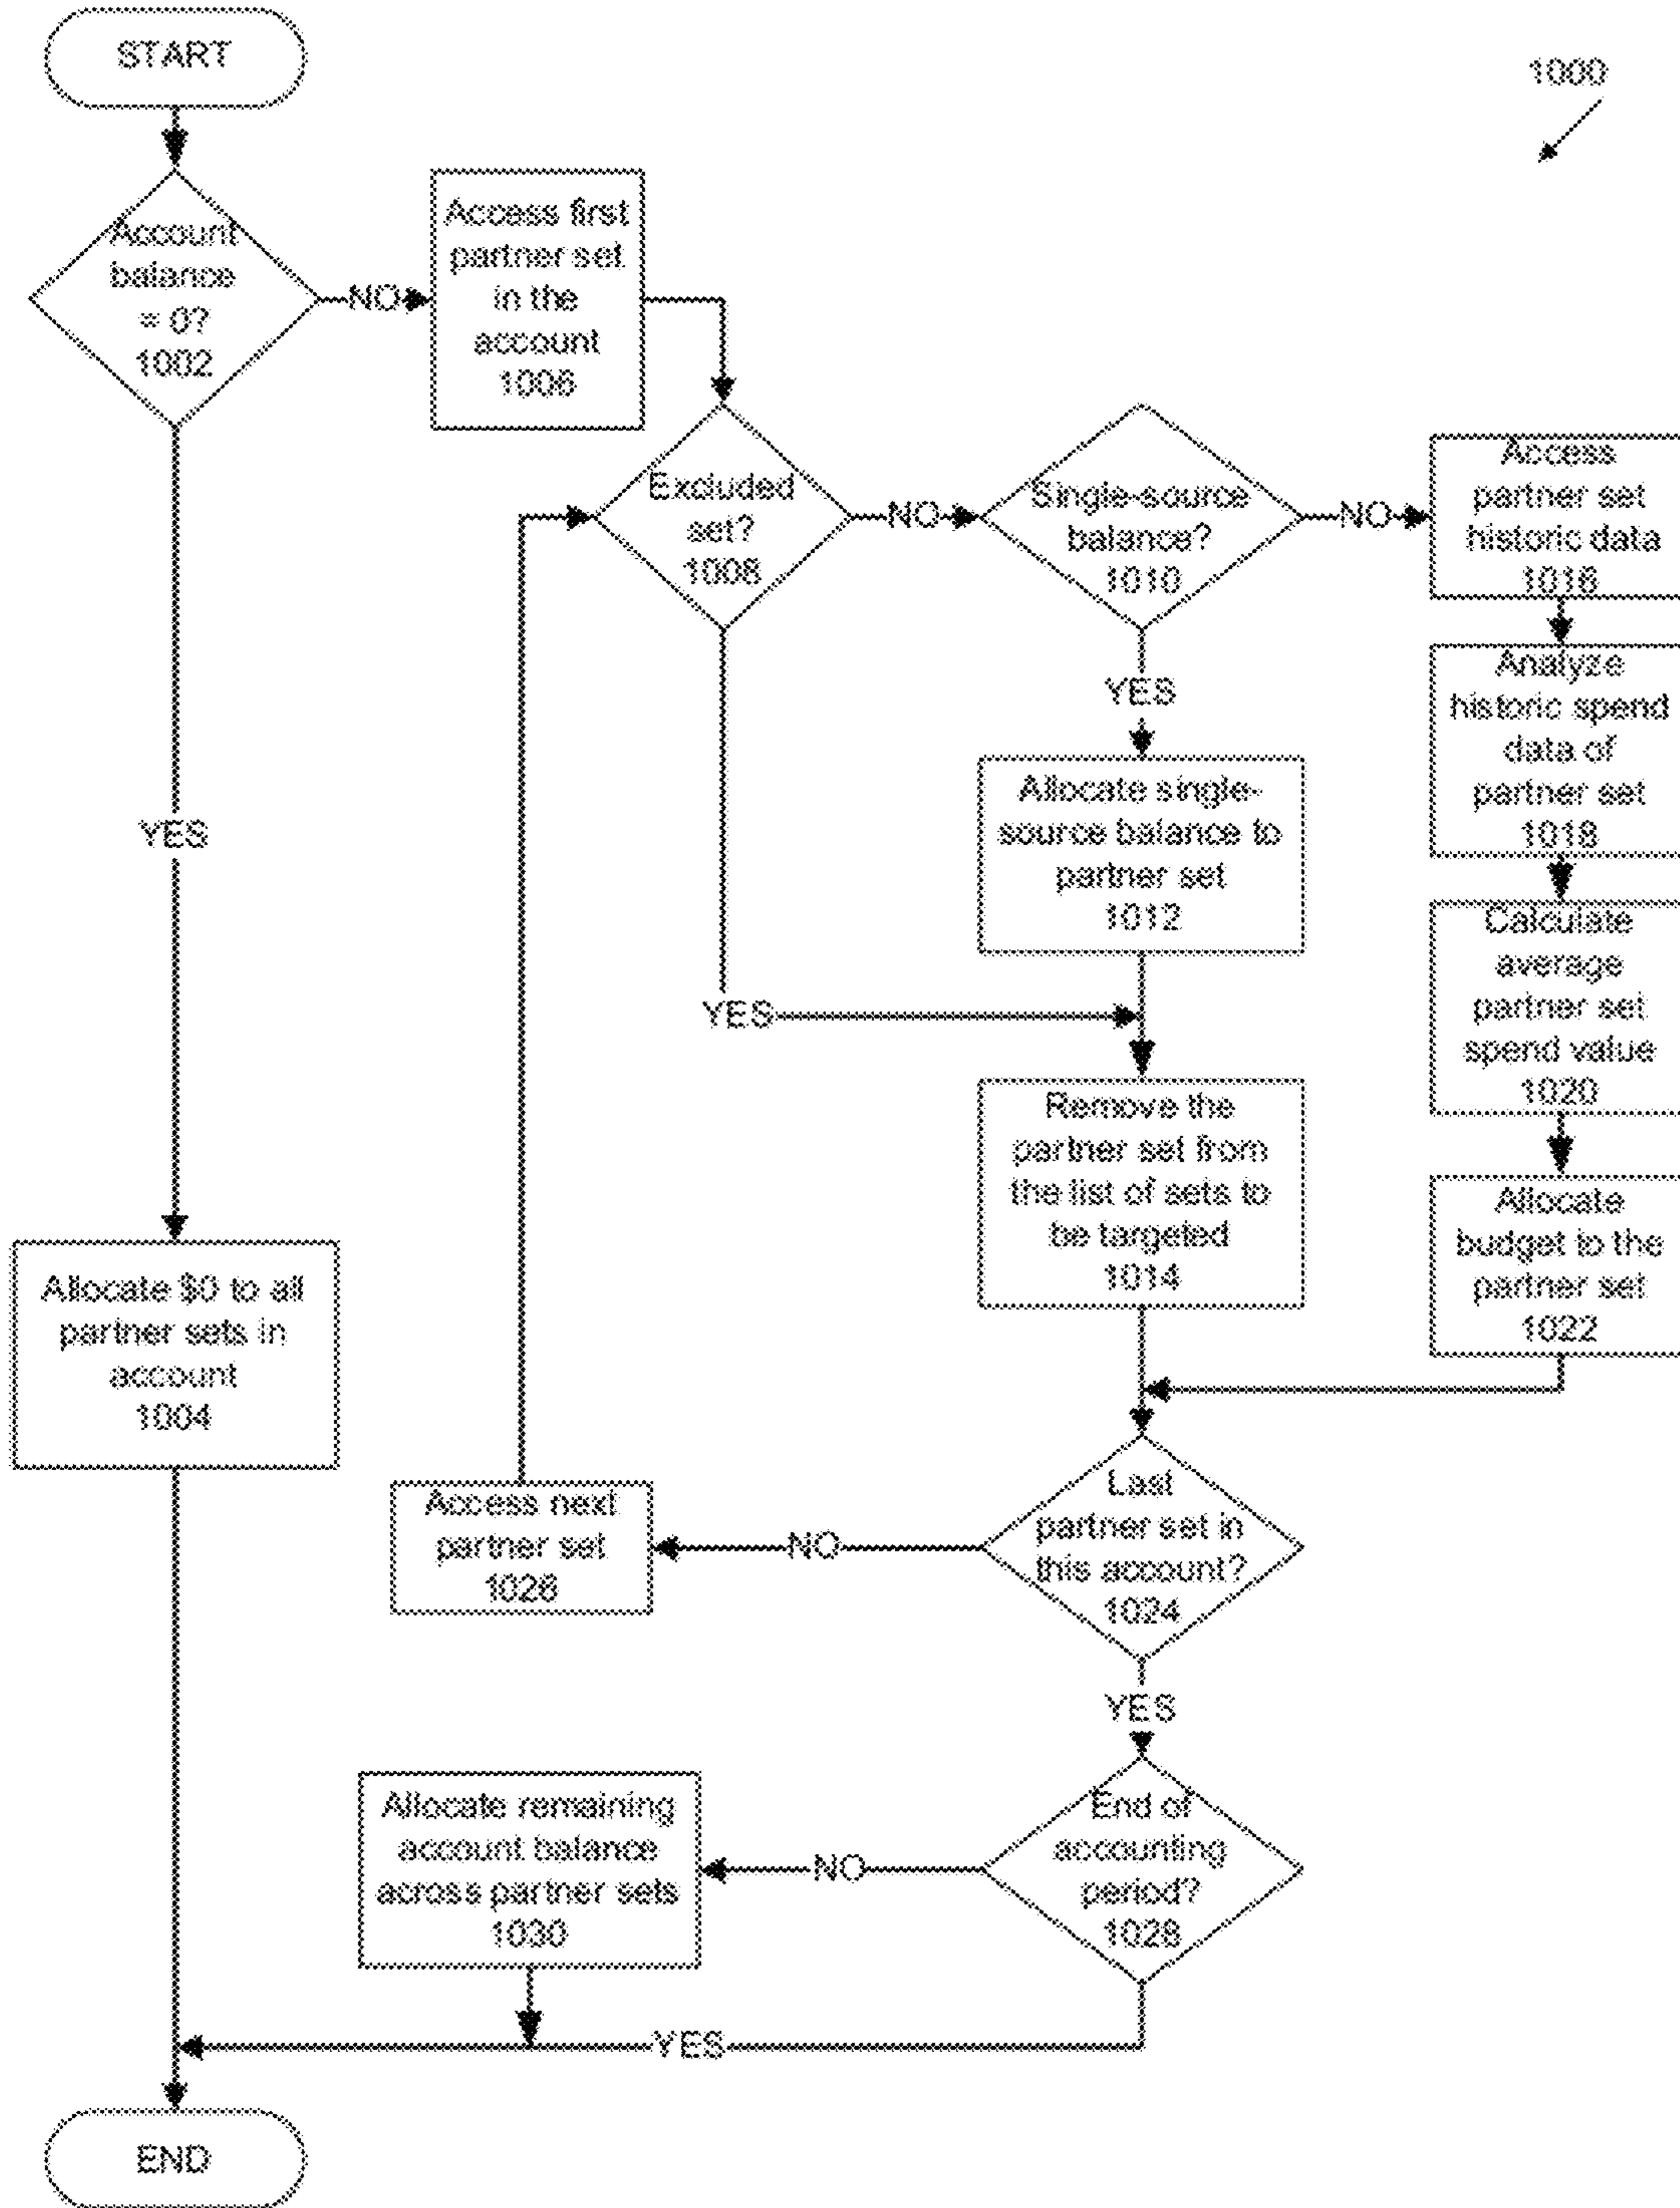 START
1000
Account
balance
= 0?
1002
NO
Access first
partner set
in the
account
1006
Excluded
set?
1008
NO
Single-source
balance?
1010
NO
Access
partner set
historic data
1016
YES
Analyze
historic spend
data of
partner set
1018
Allocate single-
source balance to
partner set
1012
YES
Calculate
average
partner set
spend value
1020
YES
Remove the
partner set from
the list of sets to
be targeted
1014
Allocate
budget to the
partner set
1022
Allocate $0 to all
partner sets in
account
1004
Last
partner set in
this account?
1024
NO
Access next
partner set
1026
YES
End of
accounting
period?
1028
NO
Allocate remaining
account balance
across partner sets
1030
YES
END